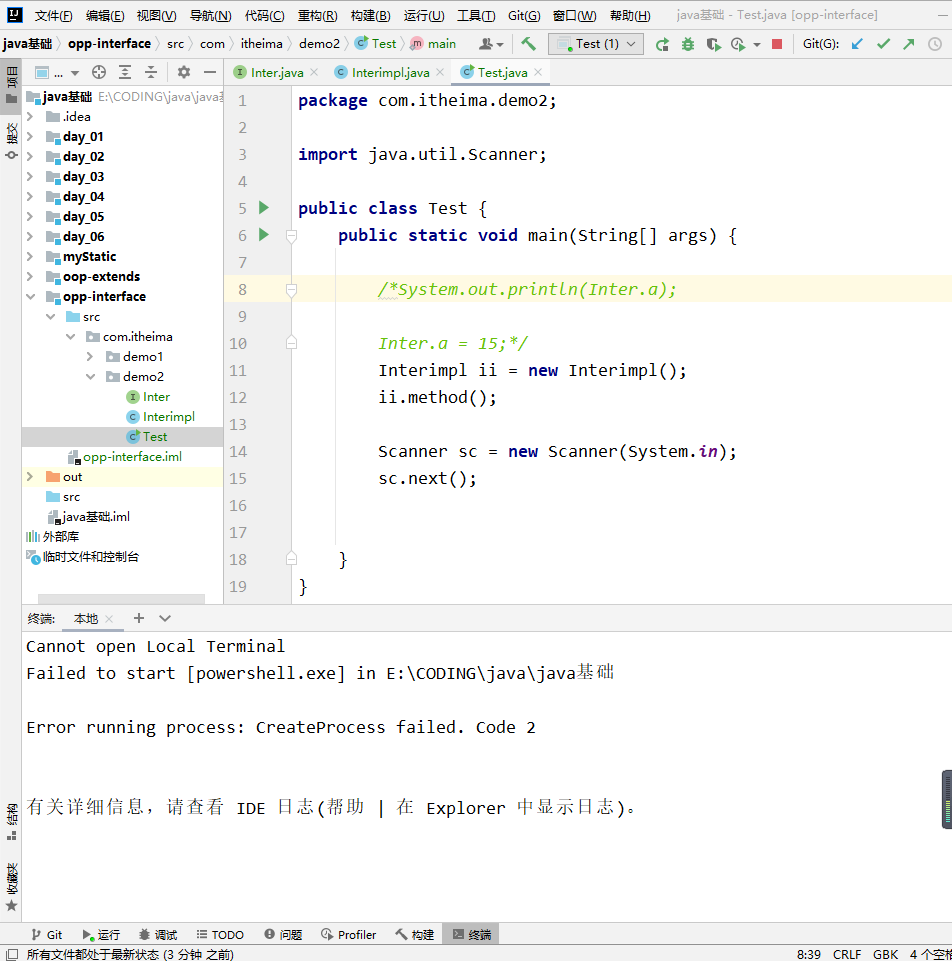 文件(F) 编辑(E) 视图(V) 导航(N) 代码(C) 重构(R) 构建(B) 运行(U) 工具(T) Git(G) 窗口(W) 帮助(H) java基础 - Test.java [opp-interface]
java基础 opp-interface src com itheima demo2 Test main Test (1) Git(G):
项目
提交
... Inter.java Interimpl.java Test.java
java基础 E:\CODING\java\java
.idea
day_01
day_02
day_03
day_04
day_05
day_06
myStatic
oop-extends
opp-interface
src
com.itheima
demo1
demo2
Inter
Interimpl
Test
opp-interface.iml
out
src
java基础.iml
外部库
临时文件和控制台
1 package com.itheima.demo2;
2
3 import java.util.Scanner;
4
5 public class Test {
6 public static void main(String[] args) {
7
8 /*System.out.println(Inter.a);
9
10 Inter.a = 15;*/
11 Interimpl ii = new Interimpl();
12 ii.method();
13
14 Scanner sc = new Scanner(System.in);
15 sc.next();
16
17
18 }
19 }
终端: 本地
Cannot open Local Terminal
Failed to start [powershell.exe] in E:\CODING\java\java基础
Error running process: CreateProcess failed. Code 2
有关详细信息，请查看 IDE 日志(帮助 | 在 Explorer 中显示日志)。
结构
收藏夹
Git 运行 调试 TODO 问题 Profiler 构建 终端
所有文件都处于最新状态 (3 分钟 之前) 8:39 CRLF GBK 4 个空格